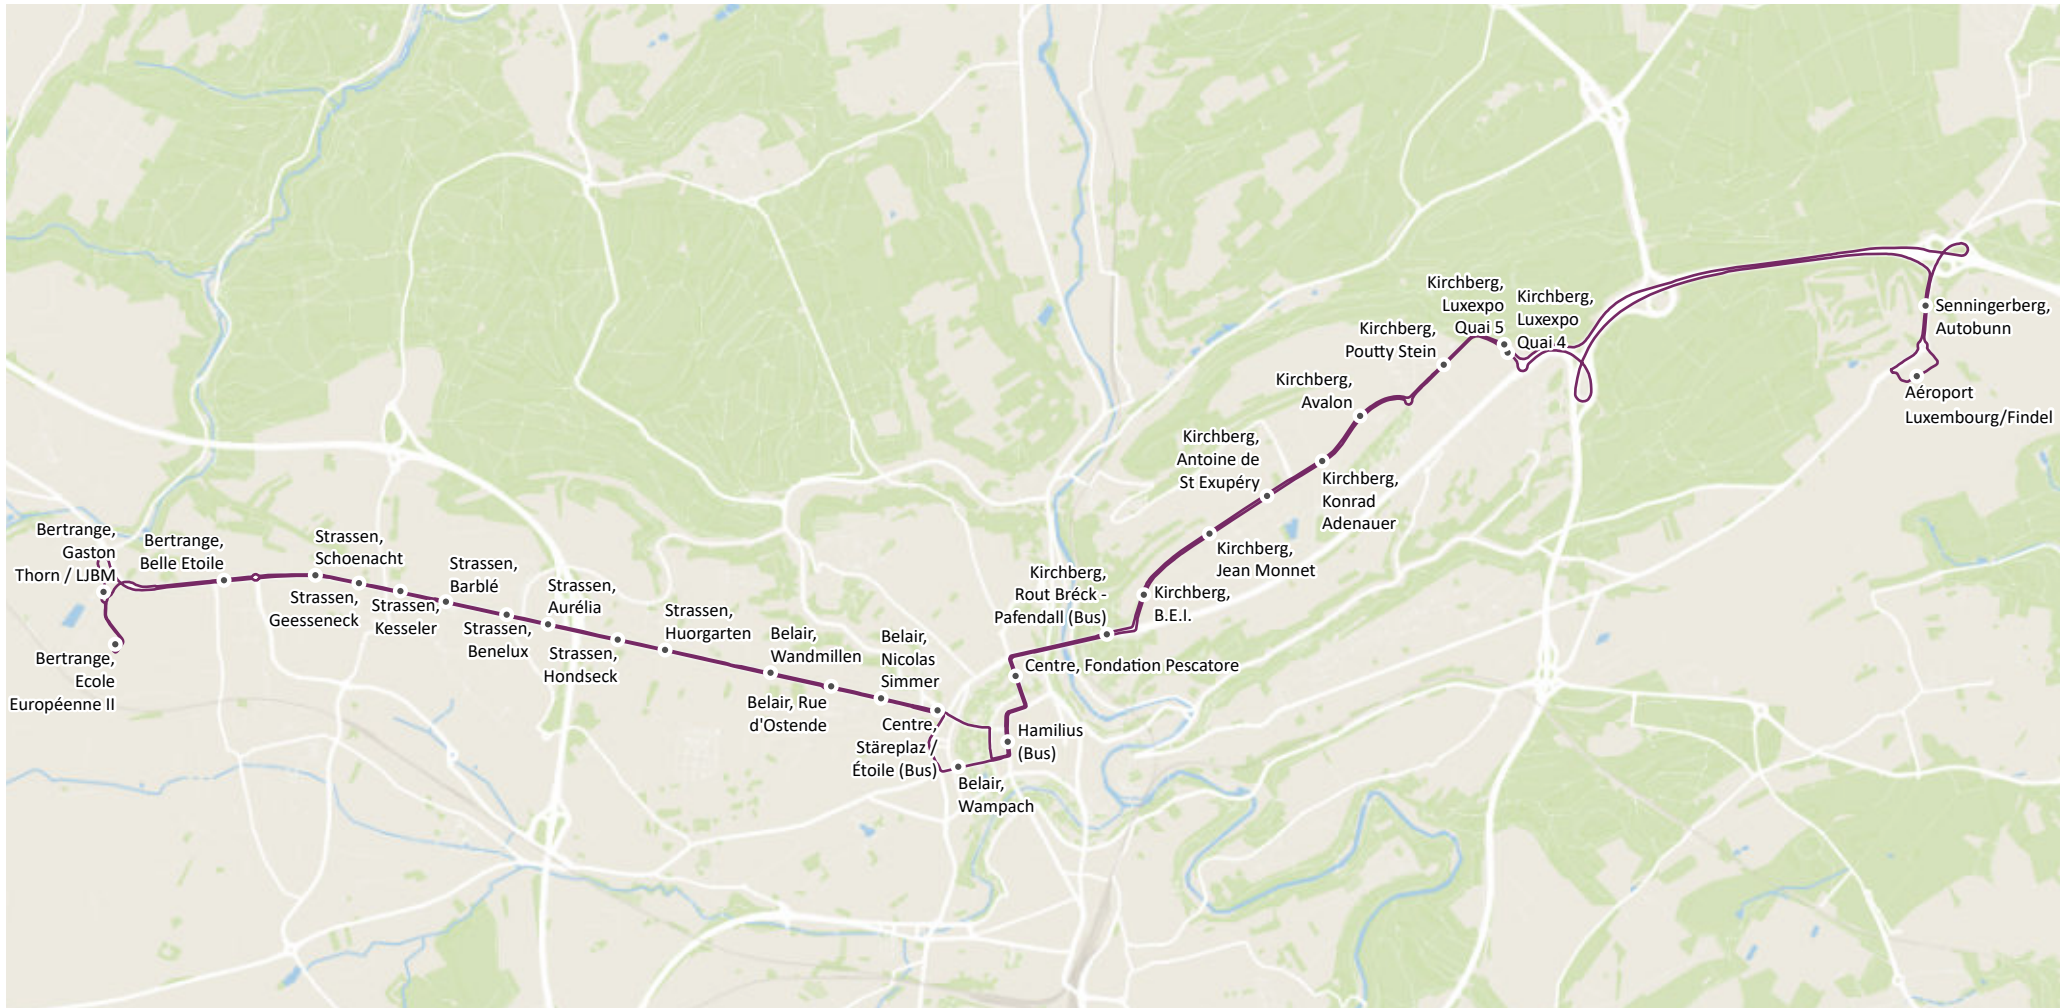 Bertrange,
Gaston
Thorn / LJBM
Bertrange,
Ecole
Européenne II
Bertrange,
Belle Etoile
Strassen,
Schoenacht
Strassen,
Geesseneck
Strassen,
Kesseler
Strassen,
Barblé
Strassen,
Benelux
Strassen,
Aurélia
Strassen,
Hondseck
Strassen,
Huorgarten
Belair,
Wandmillen
Belair, Rue
d'Ostende
Belair,
Nicolas
Simmer
Centre,
Stäreplaz /
Étoile (Bus)
Belair,
Wampach
Hamilius
(Bus)
Centre, Fondation Pescatore
Kirchberg,
Rout Bréck -
Pafendall (Bus)
Kirchberg,
B.E.I.
Kirchberg,
Jean Monnet
Kirchberg,
Antoine de
St Exupéry
Kirchberg,
Konrad
Adenauer
Kirchberg,
Avalon
Kirchberg,
Poutty Stein
Kirchberg,
Luxexpo
Quai 5
Kirchberg,
Luxexpo
Quai 4
Senningerberg,
Autobunn
Aéroport
Luxembourg/Findel